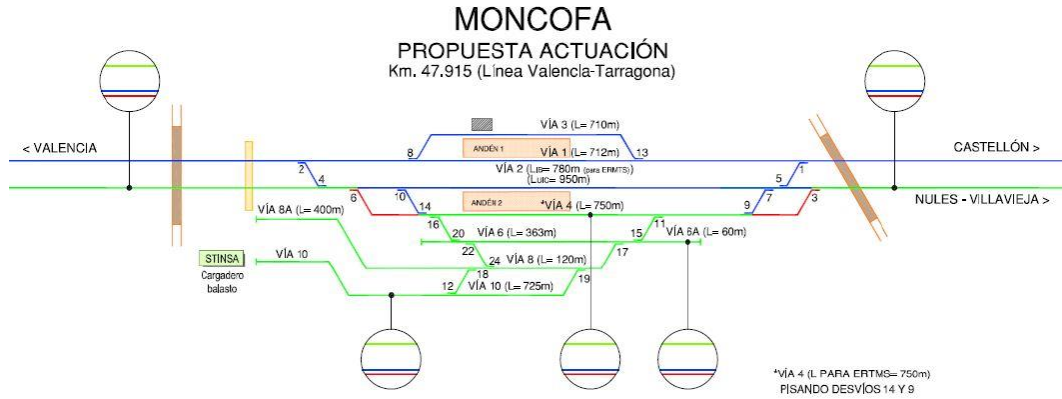 MONCOFA
PROPUESTA ACTUACIÓN
Km. 47.915 (Línea Valencia-Tarragona)
VÍA 3 (L= 710m)
< VALENCIA
ANDÉN 1
VÍA 1 (L= 712m)
CASTELLÓN >
8
13
2
VÍA 2 (LIB= 780m (para ERMTS))
1
4
(LUIC= 950m)
5
NULES - VILLAVIEJA >
6
10
ANDÉN 2
*VÍA 4 (L= 750m)
7
3
VÍA 8A (L= 400m)
14
9
16
11
20
VÍA 6 (L= 363m)
15
VÍA 6A (L= 60m)
22
17
STINSA
VÍA 10
24
VÍA 8 (L= 120m)
Cargadero
balasto
18
19
12
VÍA 10 (L= 725m)
*VÍA 4 (L PARA ERTMS= 750m)
PISANDO DESVÍOS 14 Y 9